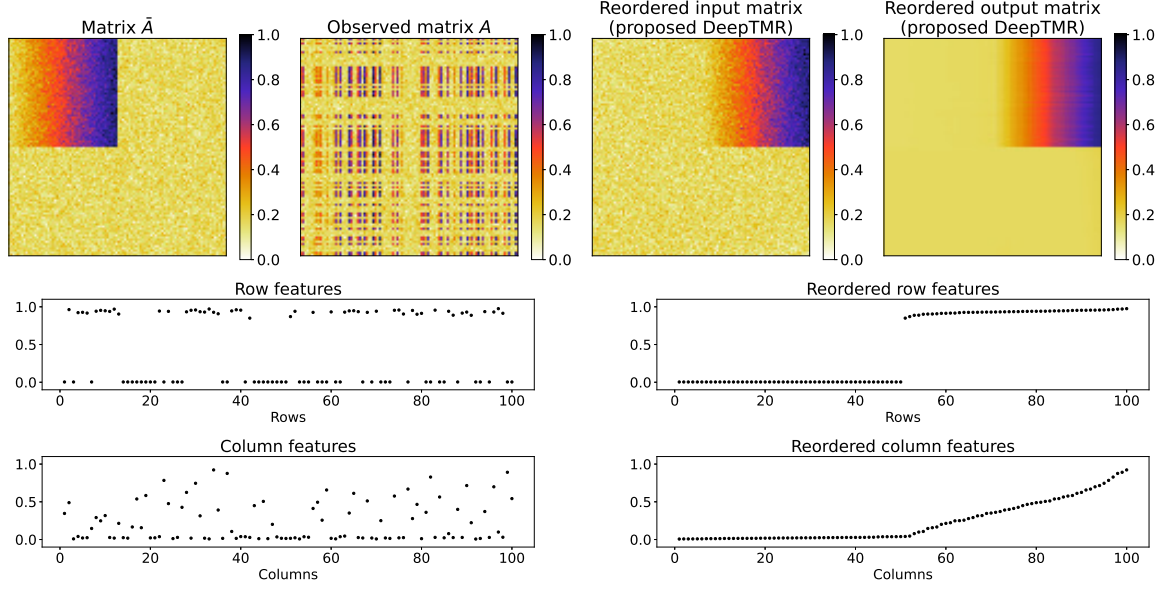 Matrix Ā
Observed matrix A
Reordered input matrix
(proposed DeepTMR)
Reordered output matrix
(proposed DeepTMR)
1.0
0.8
0.6
0.4
0.2
0.0
1.0
0.8
0.6
0.4
0.2
0.0
1.0
0.8
0.6
0.4
0.2
0.0
1.0
0.8
0.6
0.4
0.2
0.0
Row features
1.0
0.5
0.0
0 20 40 60 80 100
Rows
Reordered row features
1.0
0.5
0.0
0 20 40 60 80 100
Rows
Column features
1.0
0.5
0.0
0 20 40 60 80 100
Columns
Reordered column features
1.0
0.5
0.0
0 20 40 60 80 100
Columns